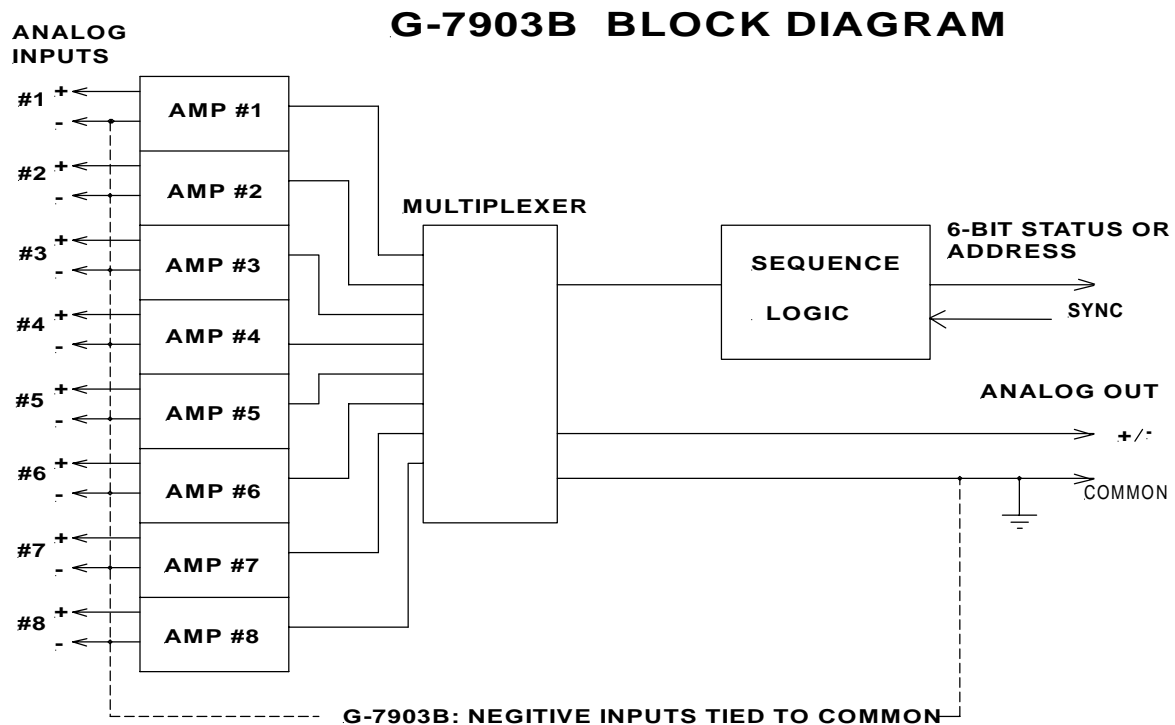 G-7903B BLOCK DIAGRAM
ANALOG
INPUTS
#1 + -
AMP #1
#2 + -
AMP #2
#3 + -
AMP #3
#4 + -
AMP #4
#5 + -
AMP #5
#6 + -
AMP #6
#7 + -
AMP #7
#8 + -
AMP #8
MULTIPLEXER
SEQUENCE
LOGIC
6-BIT STATUS OR
ADDRESS
SYNC
ANALOG OUT
+/-
COMMON
G-7903B: NEGITIVE INPUTS TIED TO COMMON